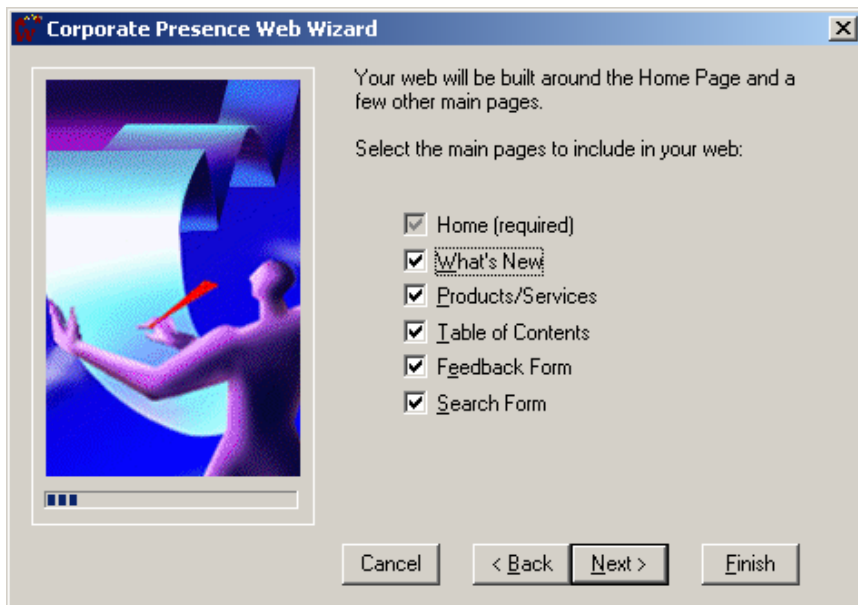 Corporate Presence Web Wizard
Your web will be built around the Home Page and a
few other main pages.
Select the main pages to include in your web:
Home (required)
What's New
Products/Services
Table of Contents
Feedback Form
Search Form
Cancel
< Back
Next >
Finish